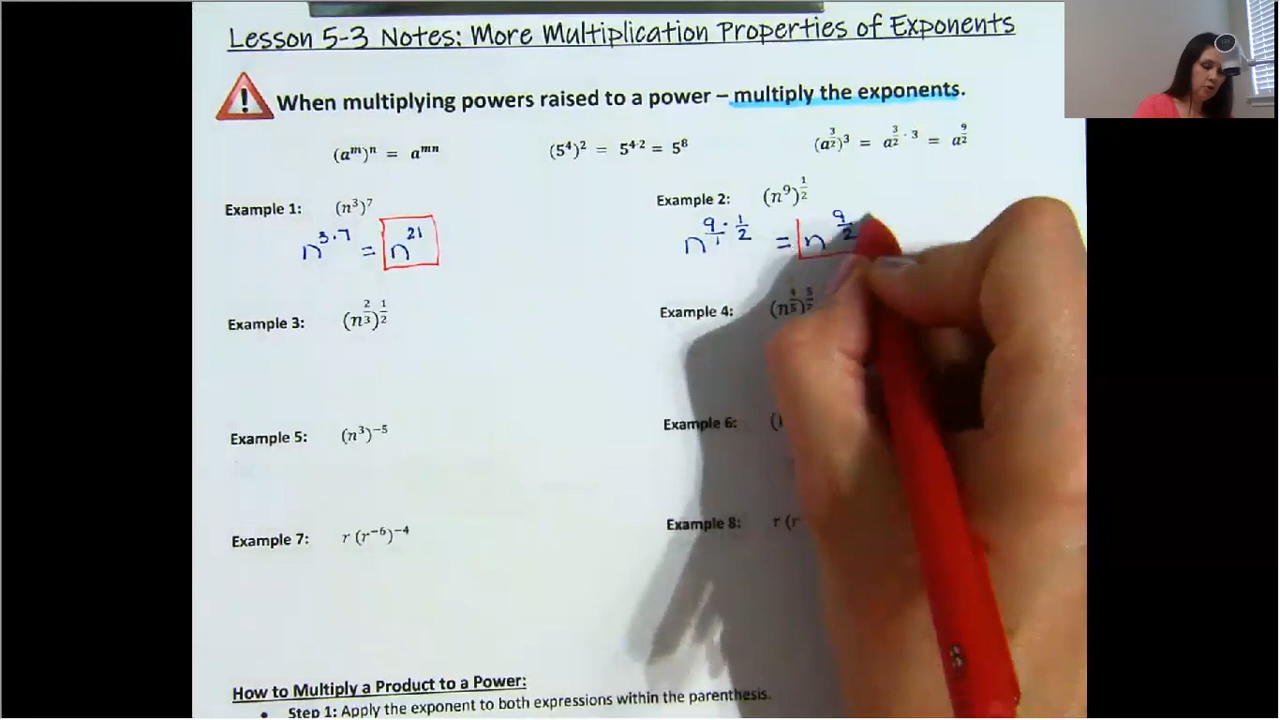 Lesson 5-3 Notes: More Multiplication Properties of Exponents
When multiplying powers raised to a power – multiply the exponents.
(a^m)^n = a^{mn} (5^4)^2 = 5^{4·2} = 5^8 (a^{3/2})^3 = a^{3/2 · 3} = a^{9/2}
Example 1: (n^3)^7 Example 2: (n^9)^{1/2}
n^{3·7} = n^{21} n^{9/1 · 1/2} = n^{9/2}
Example 3: (n^{2/3})^{1/2} Example 4: (n^{4/5})
Example 5: (n^3)^{-5} Example 6: (
Example 7: r (r^{-6})^{-4} Example 8: r (r
How to Multiply a Product to a Power:
• Step 1: Apply the exponent to both expressions within the parenthesis.